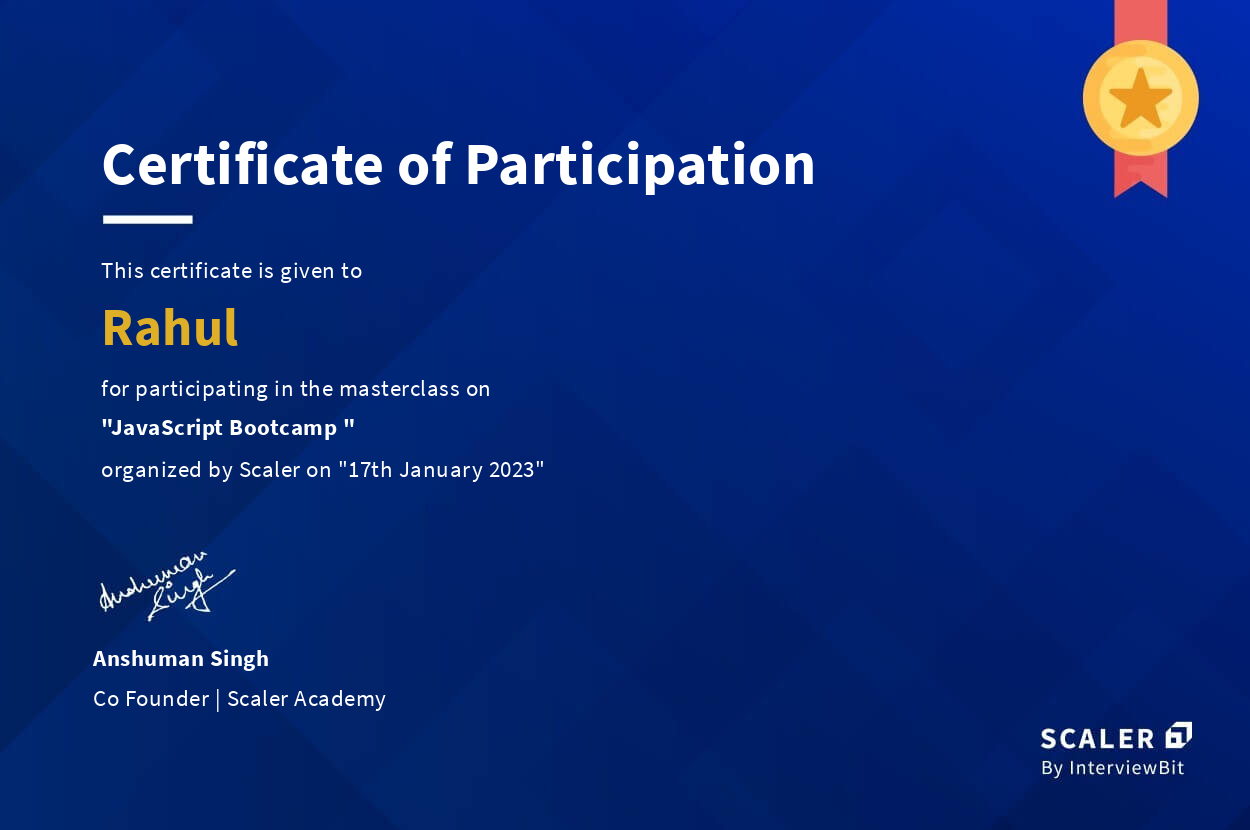 Certificate of Participation
This certificate is given to
Rahul
for participating in the masterclass on
"JavaScript Bootcamp "
organized by Scaler on "17th January 2023"
Anshuman
Singh
Anshuman Singh
Co Founder | Scaler Academy
SCALER
By InterviewBit